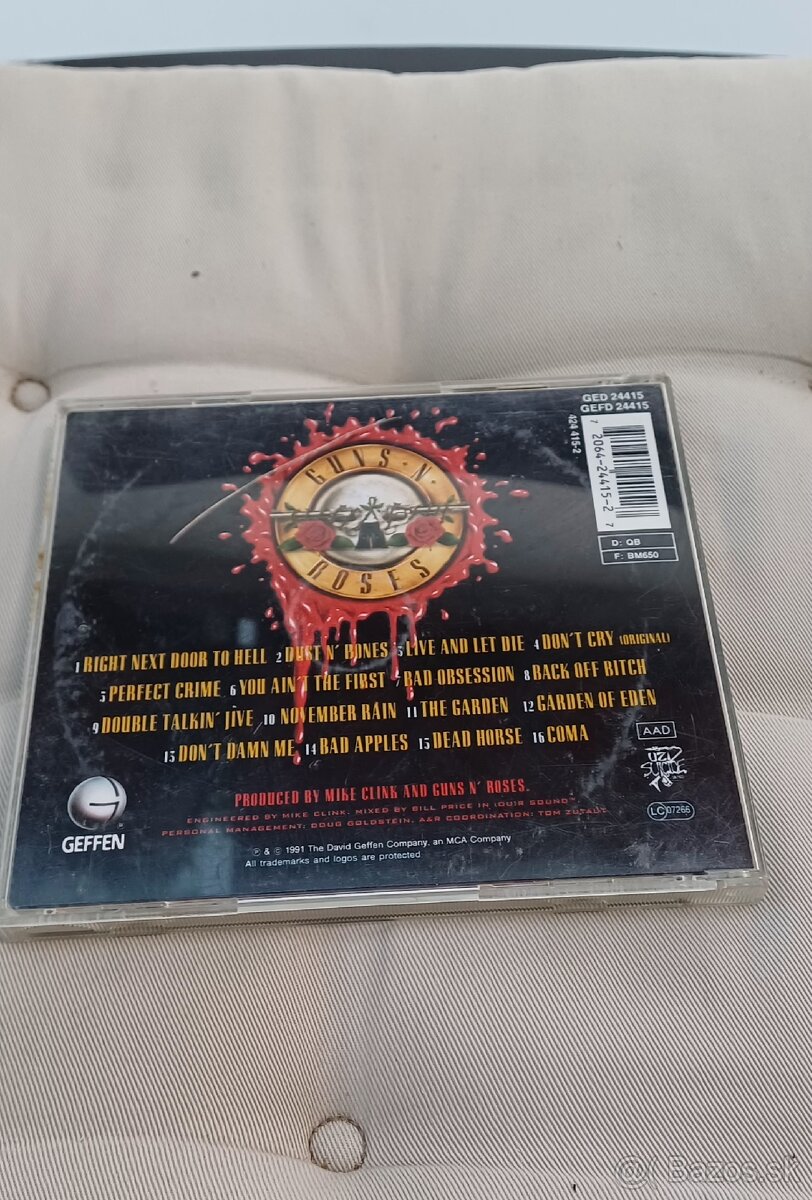 GED 24415
GEFD 24415
424 415-2
7 2064-24415-2 7
D: QB
F: BM650
GUNS N'
ROSES
1 RIGHT NEXT DOOR TO HELL 2 DUST N' BONES 3 LIVE AND LET DIE 4 DON'T CRY (ORIGINAL)
5 PERFECT CRIME 6 YOU AIN'T THE FIRST 7 BAD OBSESSION 8 BACK OFF BITCH
9 DOUBLE TALKIN' JIVE 10 NOVEMBER RAIN 11 THE GARDEN 12 GARDEN OF EDEN
13 DON'T DAMN ME 14 BAD APPLES 15 DEAD HORSE 16 COMA
AAD
UZI
SUICIDE
LC 07266
PRODUCED BY MIKE CLINK AND GUNS N' ROSES.
ENGINEERED BY MIKE CLINK. MIXED BY BILL PRICE IN IOUIR SOUND™
PERSONAL MANAGEMENT: DOUG GOLDSTEIN. A&R COORDINATION: TOM ZUTAUT
GEFFEN
℗ & © 1991 The David Geffen Company, an MCA Company
All trademarks and logos are protected
@ Bazos.sk